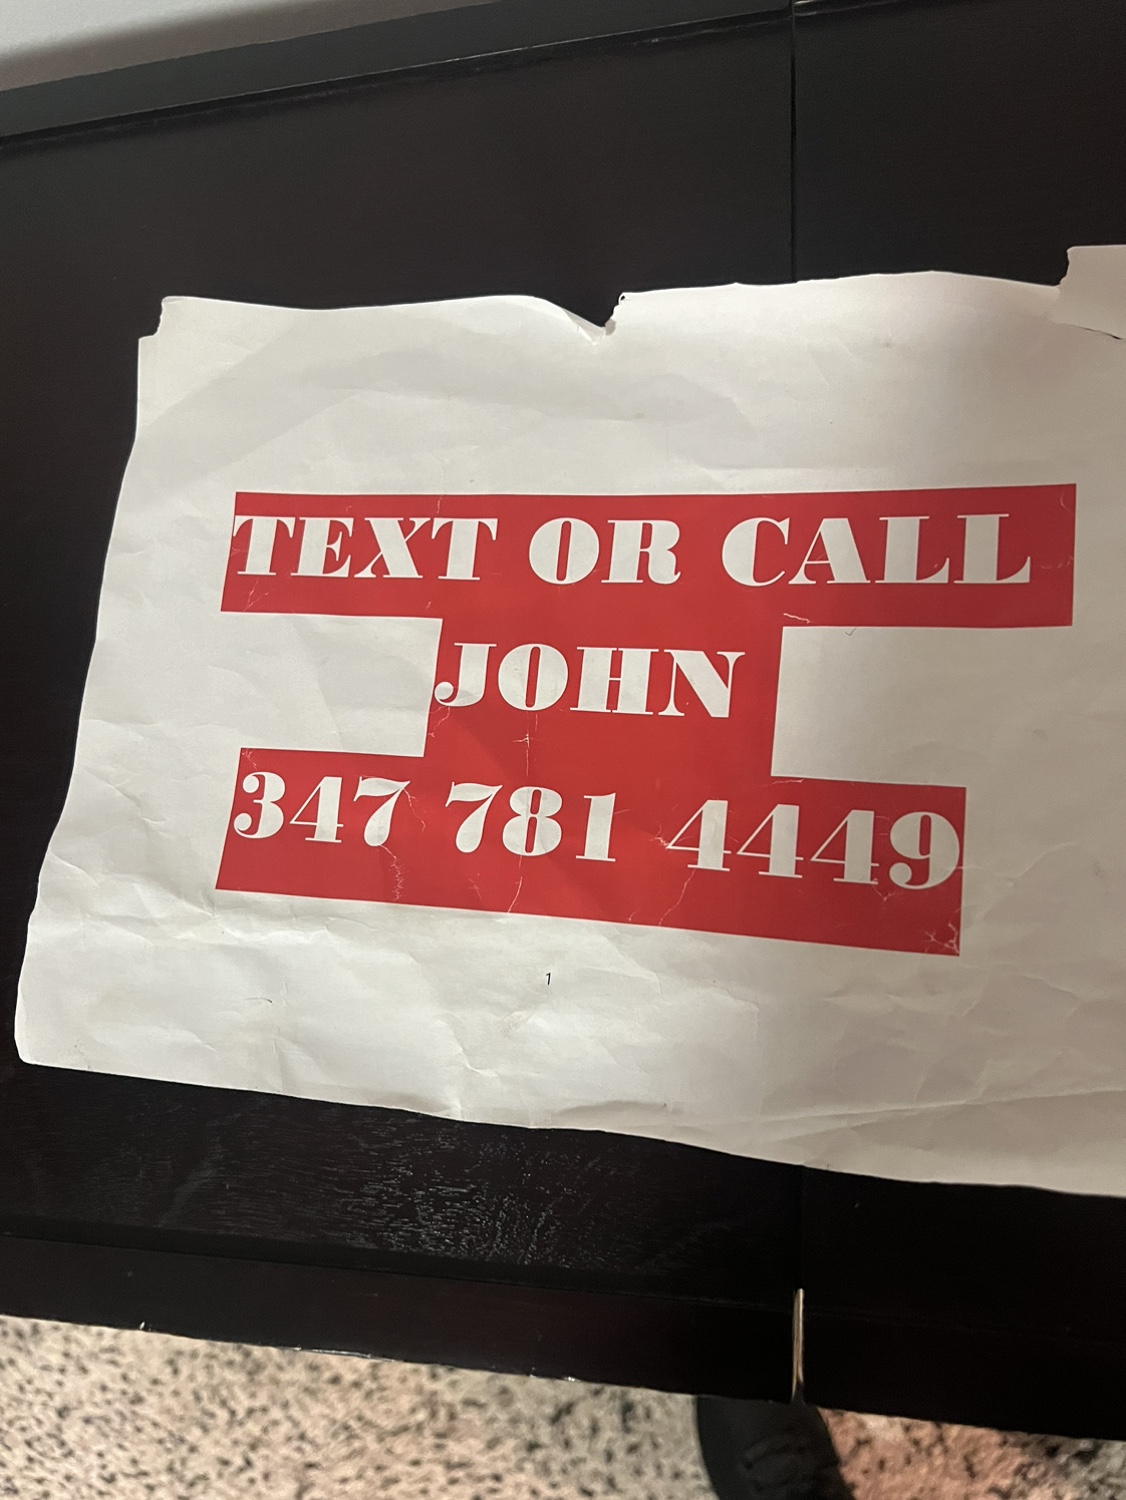 TEXT OR CALL
JOHN
347 781 4449
1